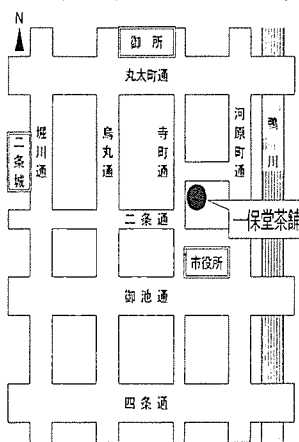 N
御所
丸太町通
堀川通
烏丸通
寺町通
河原町通
鴨川
二条城
二条通
一保堂茶舗
市役所
御池通
四条通